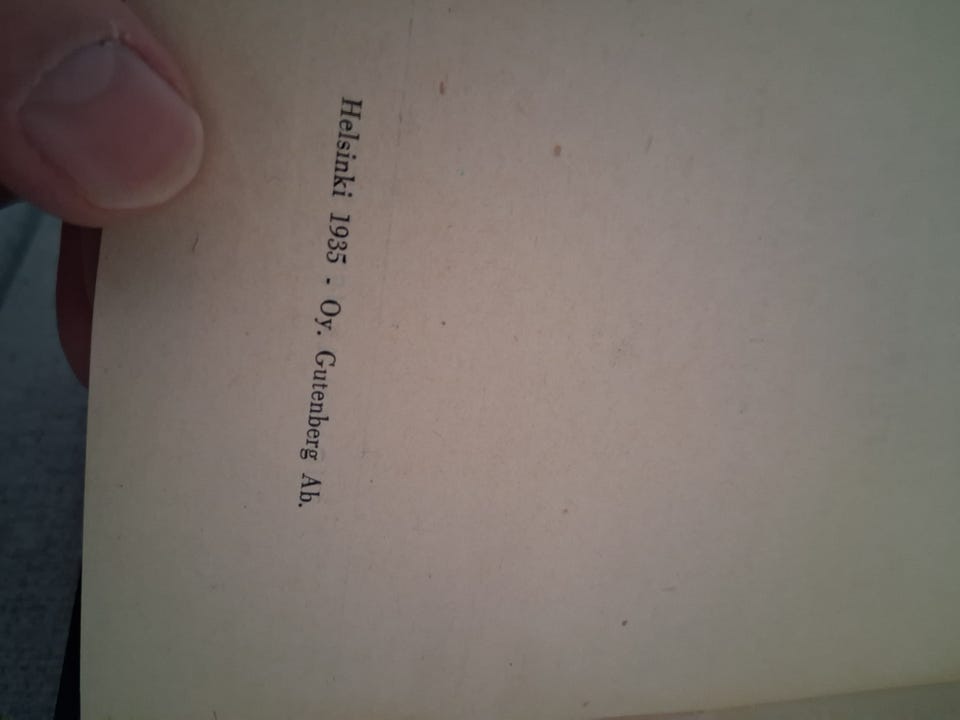 Helsinki 1935 . Oy. Gutenberg Ab.